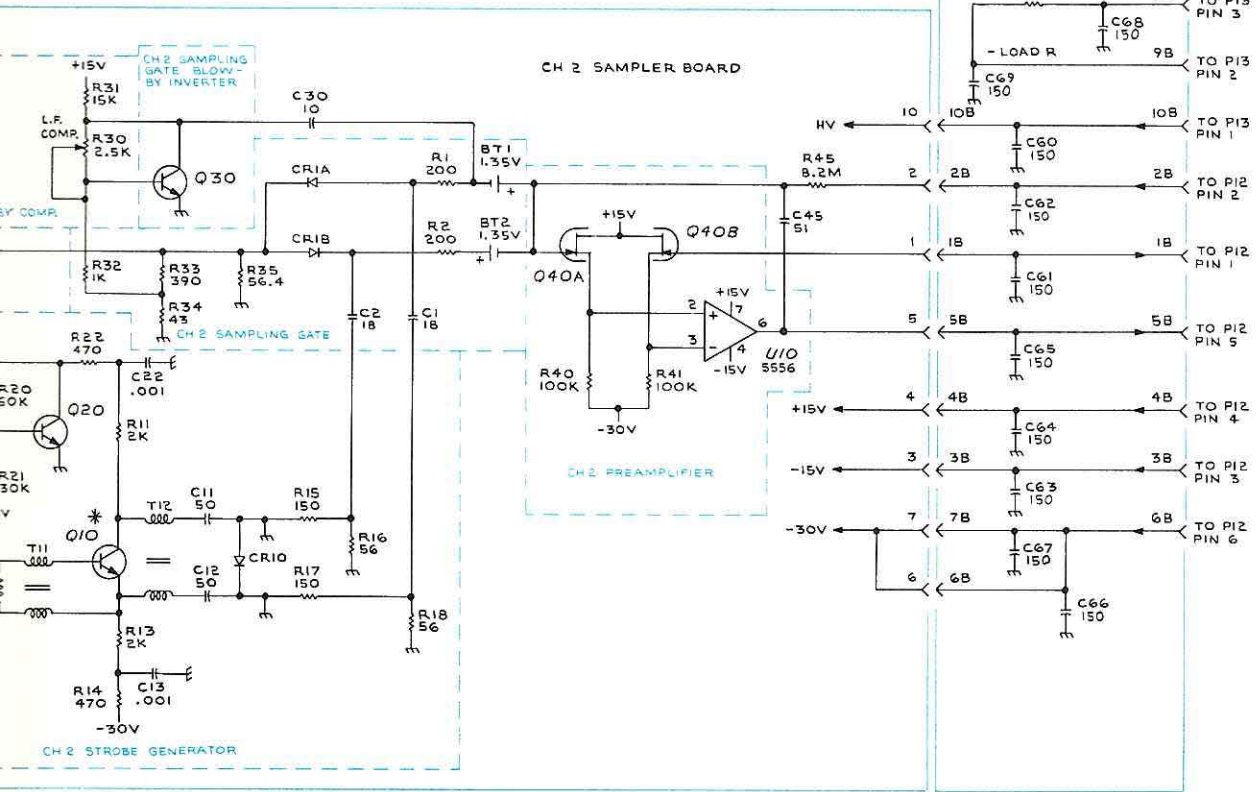 TO P13
PIN 3
C68
150
- LOAD R
9B
TO P13
PIN 2
C69
150
CH 2 SAMPLER BOARD
CH 2 SAMPLING
GATE BLOW-
BY INVERTER
+15V
R31
15K
L.F.
COMP.
R30
2.5K
Q30
C30
10
BY COMP.
CR1A
R1
200
BT1
1.35V
+
CR1B
R2
200
BT2
1.35V
+
R32
1K
R33
390
R35
56.4
R34
43
CH 2 SAMPLING GATE
C2
18
C1
18
+15V
Q40A
Q40B
R45
8.2M
C45
51
2
+
3
-
+15V
7
6
4
-15V
U10
5556
R40
100K
R41
100K
-30V
CH 2 PREAMPLIFIER
HV
10
10B
10B
TO P13
PIN 1
C60
150
2
2B
2B
TO P12
PIN 2
C62
150
1
1B
1B
TO P12
PIN 1
C61
150
5
5B
5B
TO P12
PIN 5
C65
150
+15V
4
4B
4B
TO P12
PIN 4
C64
150
-15V
3
3B
3B
TO P12
PIN 3
C63
150
-30V
7
7B
6B
TO P12
PIN 6
C67
150
6
6B
C66
150
R22
470
C22
.001
Q20
R11
2K
*
Q10
T11
T12
C11
50
R15
150
R16
56
CR10
C12
50
R17
150
R18
56
R13
2K
R14
470
C13
.001
-30V
CH 2 STROBE GENERATOR